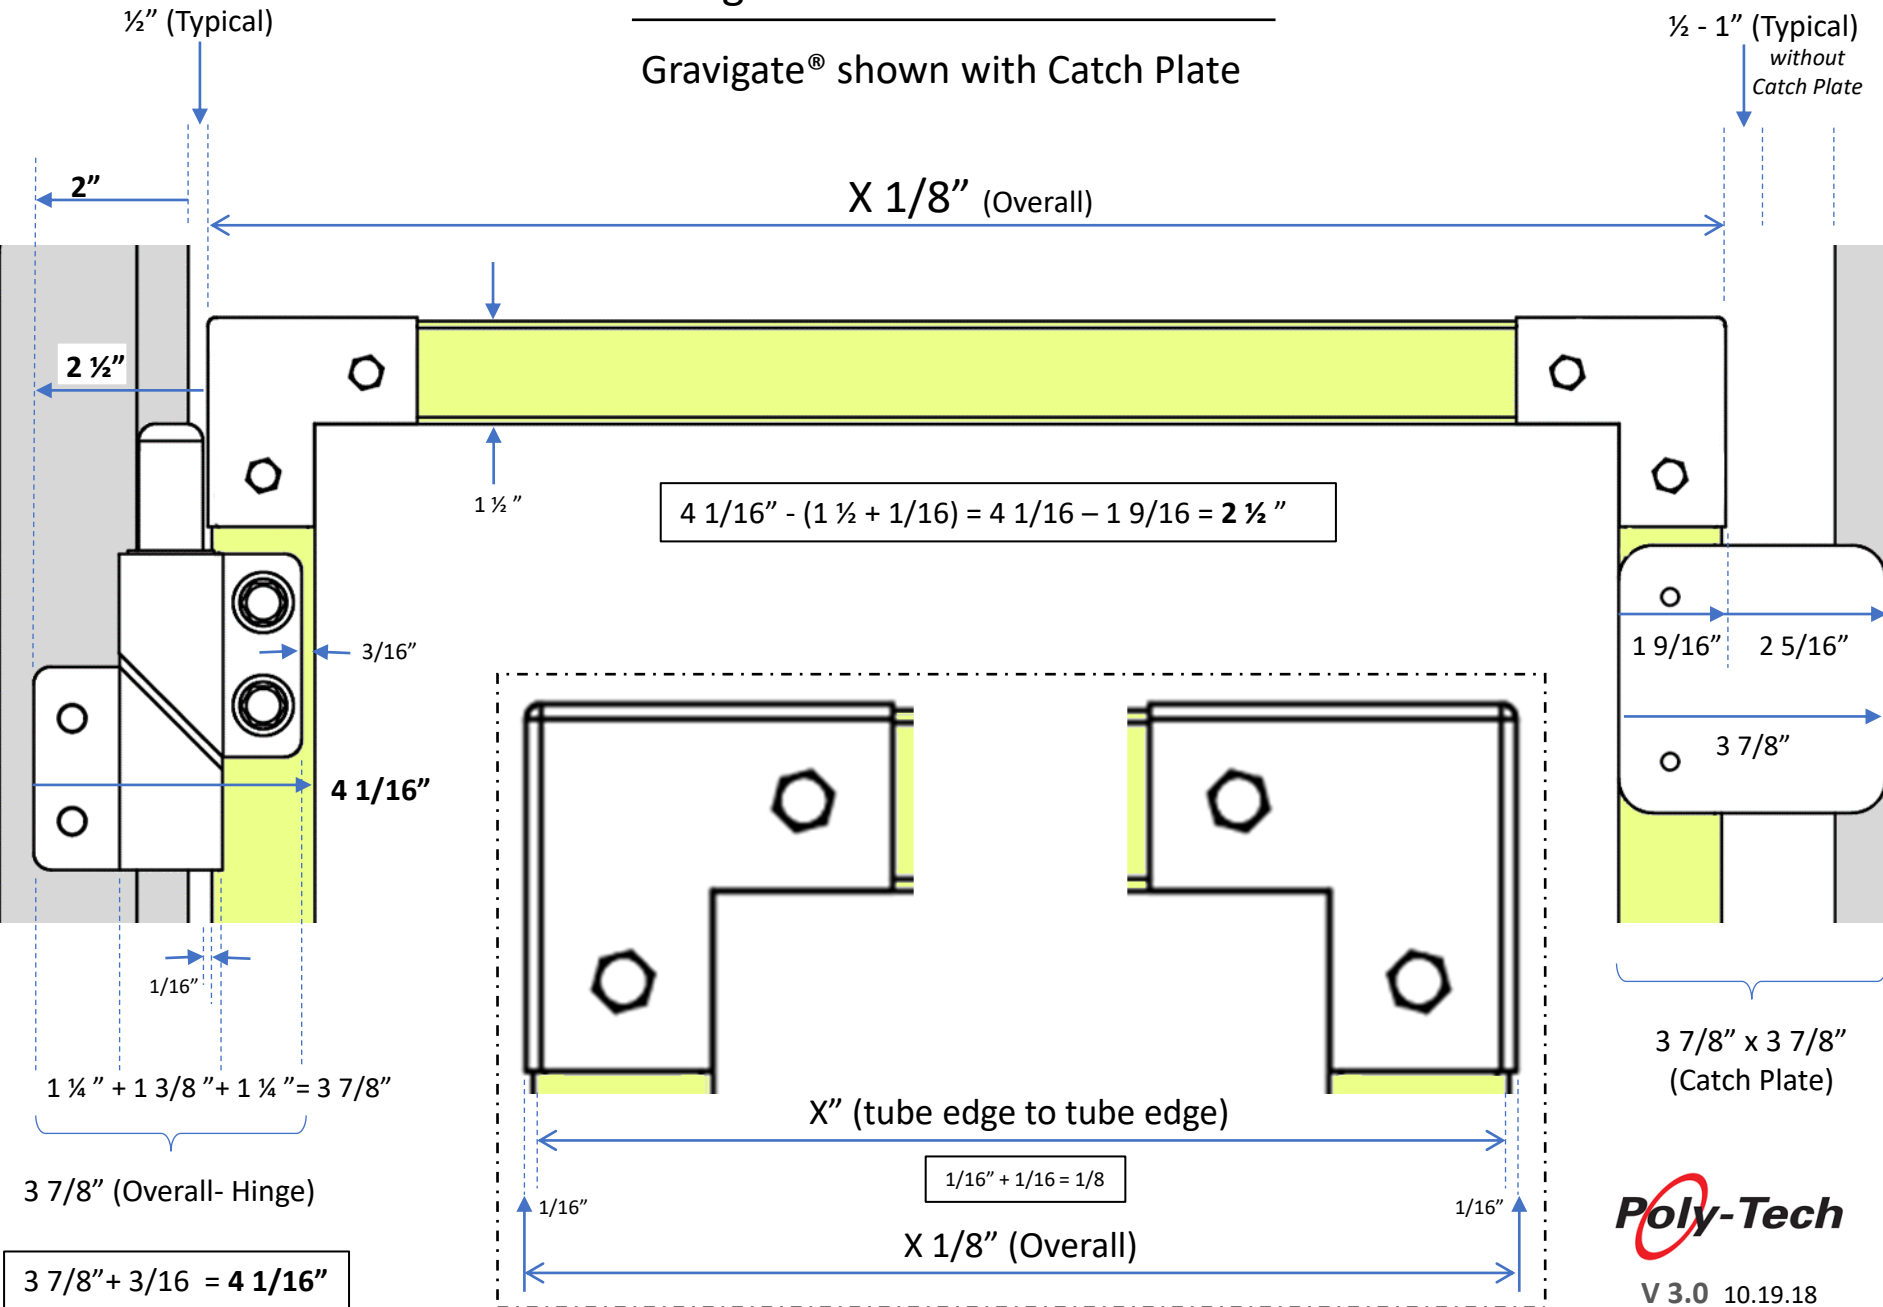 ½” (Typical)
Gravigate® shown with Catch Plate
½ - 1” (Typical)
without
Catch Plate
2”
X 1/8” (Overall)
2 ½”
1 ½ ”
4 1/16” - (1 ½ + 1/16) = 4 1/16 – 1 9/16 = 2 ½ ”
3/16”
1 9/16”
2 5/16”
3 7/8”
4 1/16”
1/16”
1 ¼ ” + 1 3/8 ”+ 1 ¼ ”= 3 7/8”
3 7/8” (Overall- Hinge)
3 7/8”+ 3/16 = 4 1/16”
X” (tube edge to tube edge)
1/16” + 1/16 = 1/8
1/16”
1/16”
X 1/8” (Overall)
3 7/8” x 3 7/8”
(Catch Plate)
Poly-Tech
V 3.0 10.19.18